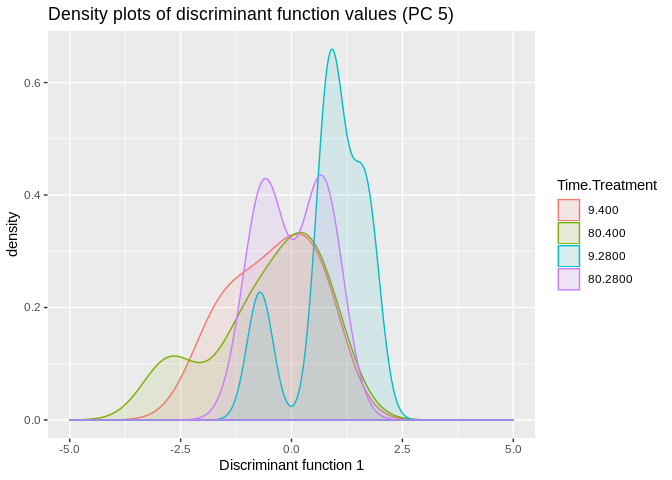 Density plots of discriminant function values (PC 5)
0.6
0.4
0.2
0.0
density
-5.0 -2.5 0.0 2.5 5.0
Discriminant function 1
Time.Treatment
9.400
80.400
9.2800
80.2800